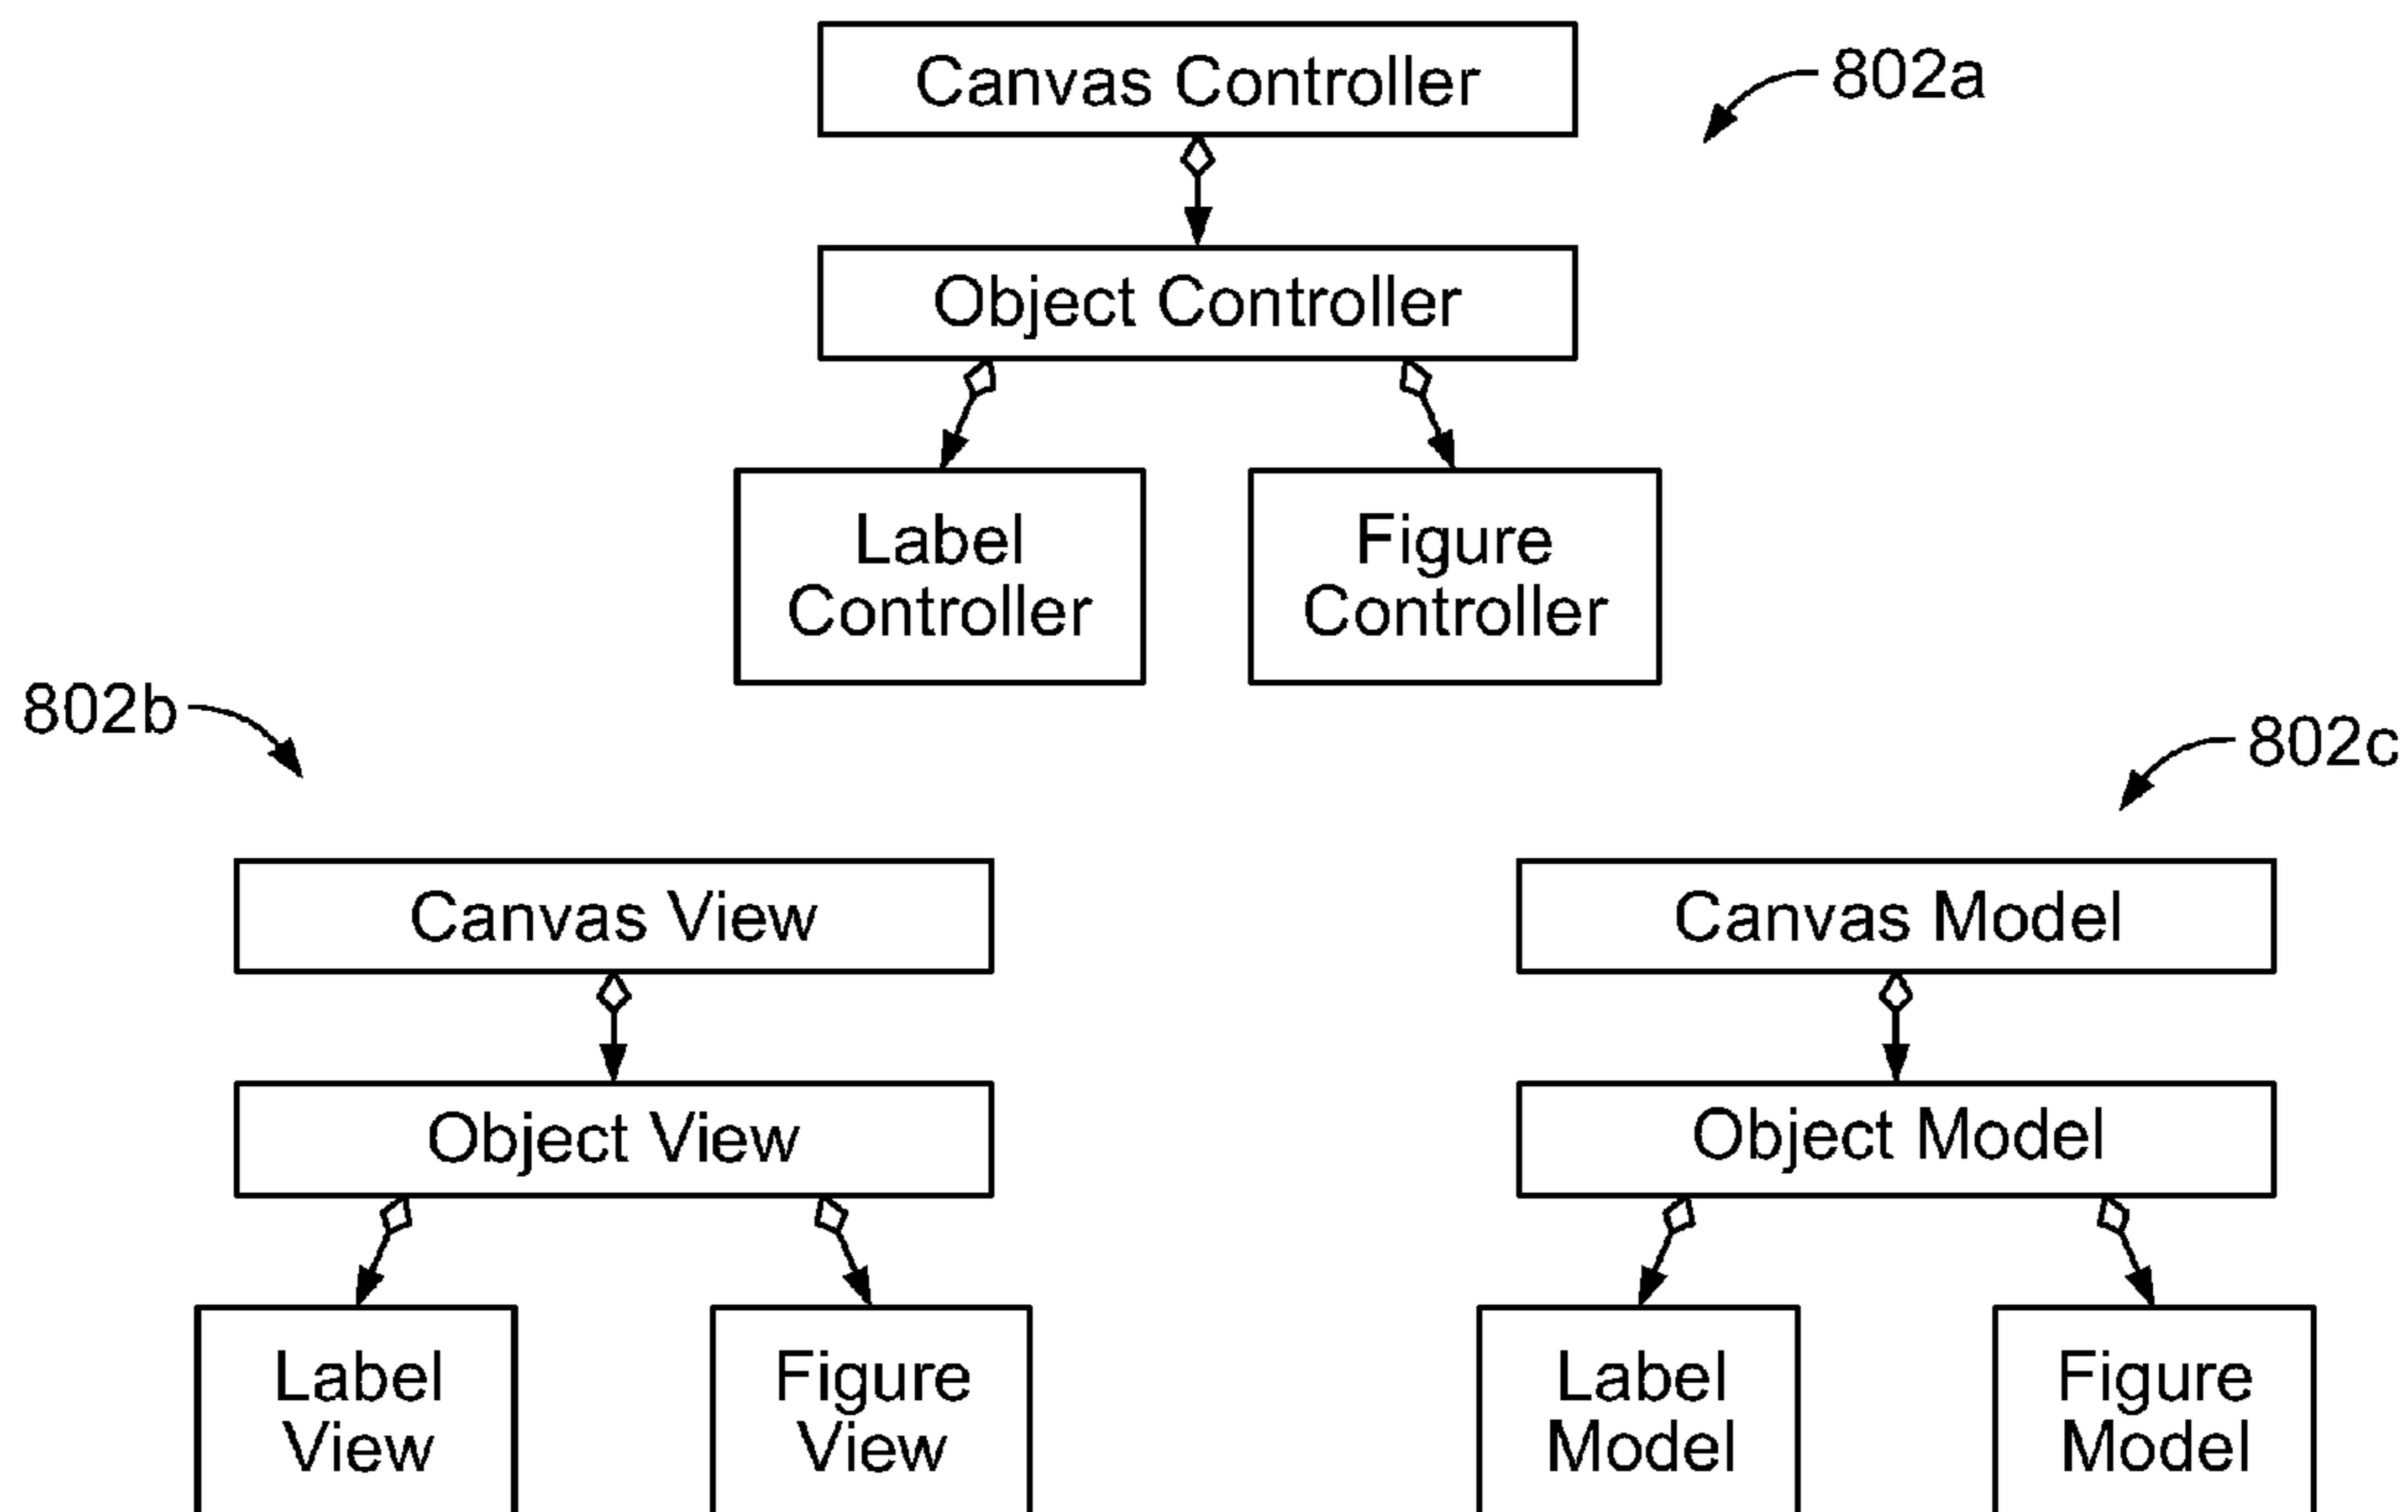 Canvas Controller
802a
Object Controller
Label
Controller
Figure
Controller
802b
802c
Canvas View
Object View
Label
View
Figure
View
Canvas Model
Object Model
Label
Model
Figure
Model